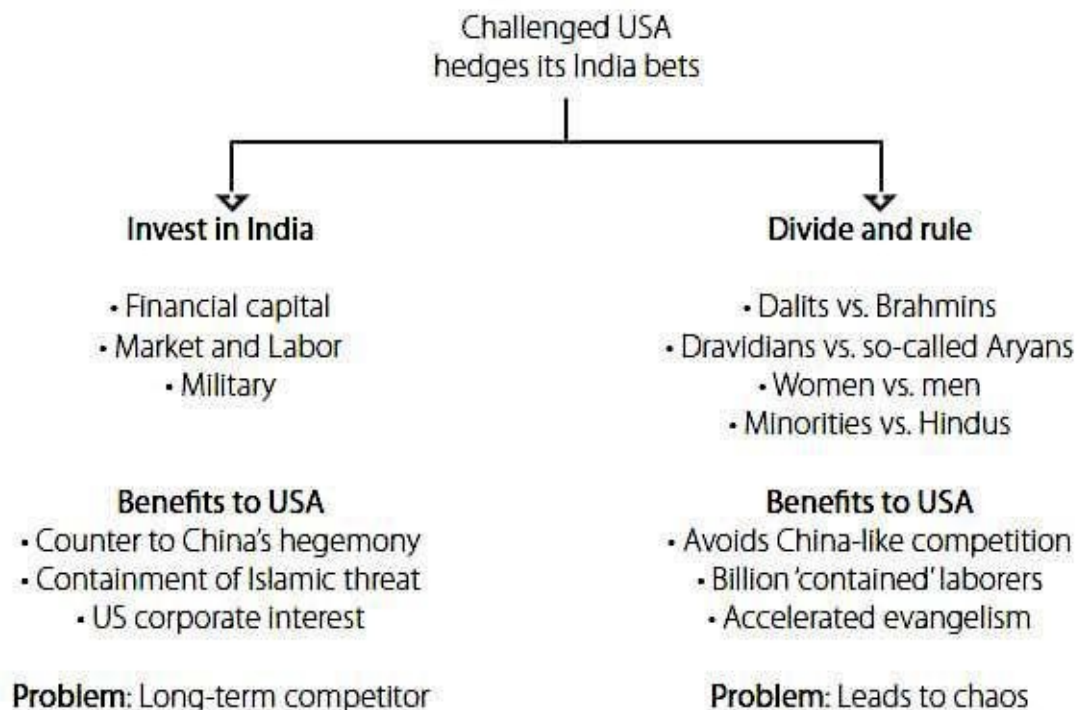 Challenged USA
hedges its India bets
Invest in India
• Financial capital
• Market and Labor
• Military
Benefits to USA
• Counter to China's hegemony
• Containment of Islamic threat
• US corporate interest
Problem: Long-term competitor
Divide and rule
• Dalits vs. Brahmins
• Dravidians vs. so-called Aryans
• Women vs. men
• Minorities vs. Hindus
Benefits to USA
• Avoids China-like competition
• Billion 'contained' laborers
• Accelerated evangelism
Problem: Leads to chaos